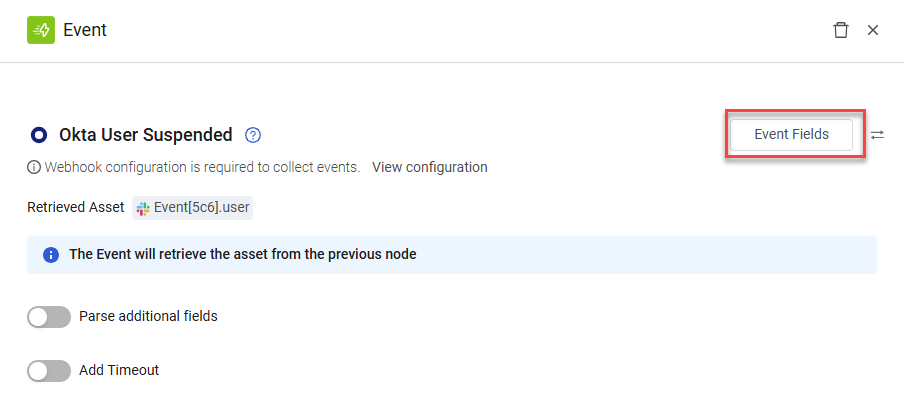 Event
Okta User Suspended
Event Fields
Webhook configuration is required to collect events. View configuration
Retrieved Asset Event[5c6].user
The Event will retrieve the asset from the previous node
Parse additional fields
Add Timeout